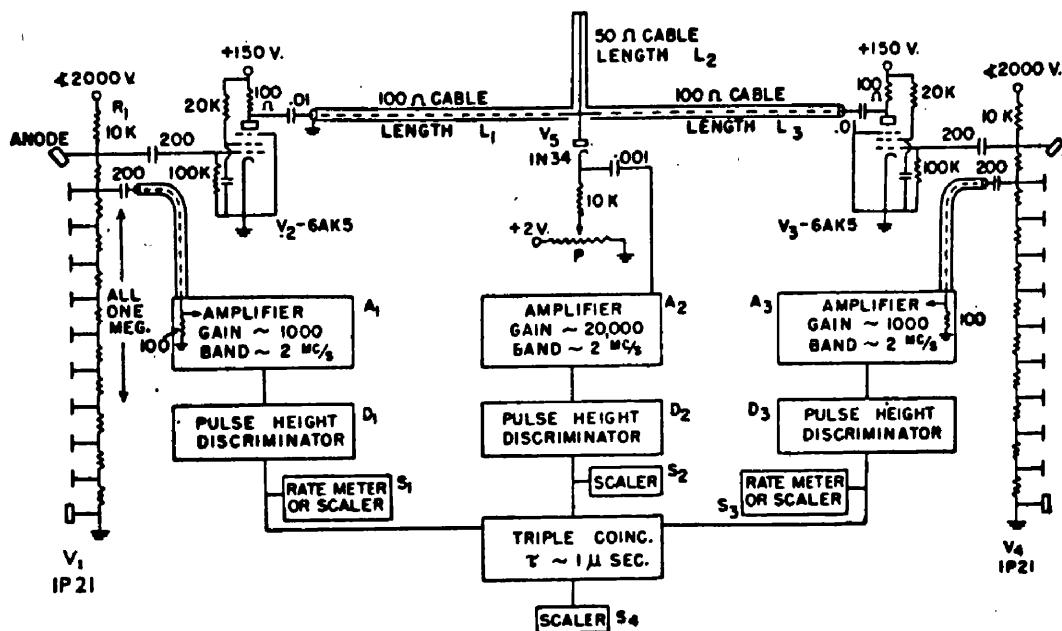 50 Ω CABLE
LENGTH L2
+150 V.
+150 V.
∢2000 V.
∢2000 V.
R1
10 K
20K
100
Ω
.01
100 Ω CABLE
LENGTH L1
100 Ω CABLE
LENGTH L3
.01
100
Ω
20K
10 K
ANODE
200
200
100K
V5
1N34
.001
10 K
+2 V.
P
V2-6AK5
V3-6AK5
200
100K
200
ALL
ONE
MEG.
AMPLIFIER
GAIN ~ 1000
BAND ~ 2 MC/S
100
A1
AMPLIFIER
GAIN ~ 20,000
BAND ~ 2 MC/S
A2
A3
AMPLIFIER
GAIN ~ 1000
BAND ~ 2 MC/S
100
PULSE HEIGHT
DISCRIMINATOR
D1
PULSE HEIGHT
DISCRIMINATOR
D2
D3
PULSE HEIGHT
DISCRIMINATOR
RATE METER
OR SCALER
S1
SCALER
S2
RATE METER
OR SCALER
S3
TRIPLE COINC.
τ ~ 1 μ SEC.
SCALER
S4
V1
1P21
V4
1P21